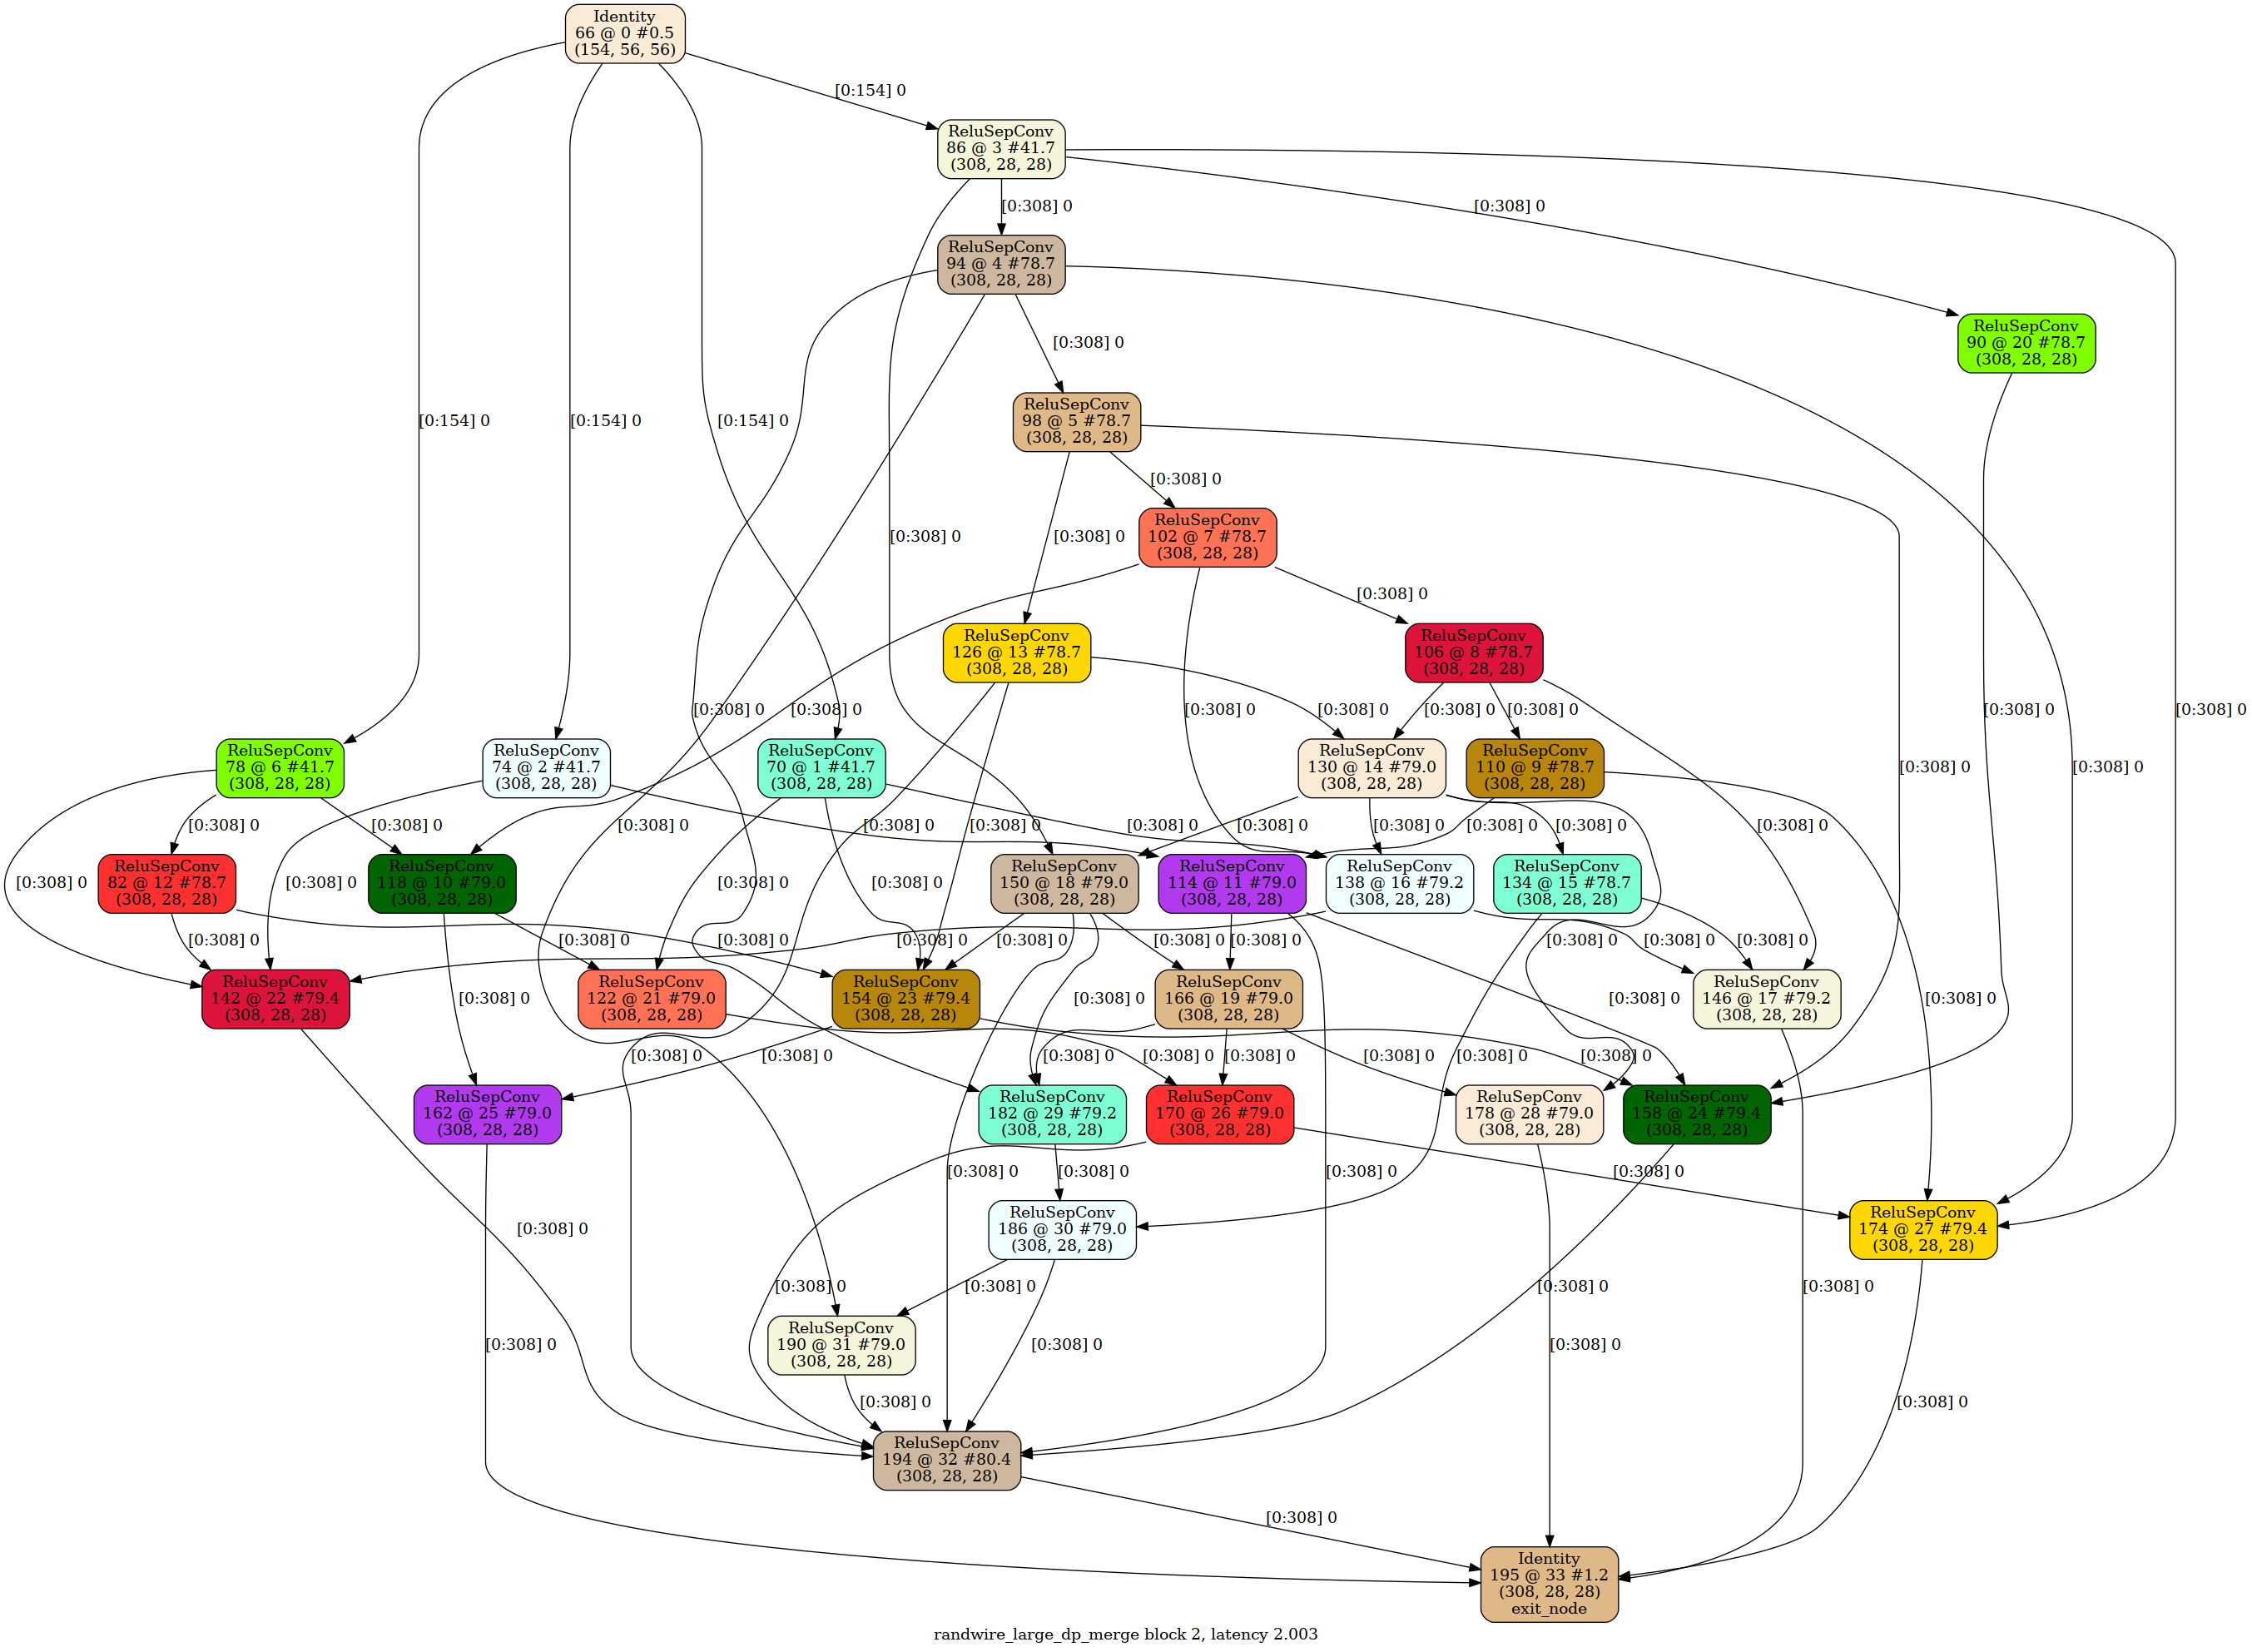 Identity
66 @ 0 #0.5
(154, 56, 56)
[0:154] 0
ReluSepConv
86 @ 3 #41.7
(308, 28, 28)
[0:308] 0
[0:308] 0
ReluSepConv
94 @ 4 #78.7
(308, 28, 28)
ReluSepConv
90 @ 20 #78.7
(308, 28, 28)
[0:308] 0
ReluSepConv
98 @ 5 #78.7
(308, 28, 28)
[0:154] 0
[0:154] 0
[0:154] 0
[0:308] 0
ReluSepConv
102 @ 7 #78.7
(308, 28, 28)
[0:308] 0
[0:308] 0
[0:308] 0
ReluSepConv
126 @ 13 #78.7
(308, 28, 28)
ReluSepConv
106 @ 8 #78.7
(308, 28, 28)
[0:308] 0
[0:308] 0
[0:308] 0
[0:308] 0
[0:308] 0
[0:308] 0
[0:308] 0
[0:308] 0
ReluSepConv
78 @ 6 #41.7
(308, 28, 28)
ReluSepConv
74 @ 2 #41.7
(308, 28, 28)
ReluSepConv
70 @ 1 #41.7
(308, 28, 28)
ReluSepConv
130 @ 14 #79.0
(308, 28, 28)
ReluSepConv
110 @ 9 #78.7
(308, 28, 28)
[0:308] 0
[0:308] 0
[0:308] 0
[0:308] 0
[0:308] 0
[0:308] 0
[0:308] 0
[0:308] 0
[0:308] 0
[0:308] 0
[0:308] 0
[0:308] 0
[0:308] 0
ReluSepConv
82 @ 12 #78.7
(308, 28, 28)
ReluSepConv
118 @ 10 #79.0
(308, 28, 28)
ReluSepConv
150 @ 18 #79.0
(308, 28, 28)
ReluSepConv
114 @ 11 #79.0
(308, 28, 28)
ReluSepConv
138 @ 16 #79.2
(308, 28, 28)
ReluSepConv
134 @ 15 #78.7
(308, 28, 28)
[0:308] 0
[0:308] 0
[0:308] 0
[0:308] 0
[0:308] 0
[0:308] 0
[0:308] 0
[0:308] 0
[0:308] 0
[0:308] 0
[0:308] 0
[0:308] 0
[0:308] 0
[0:308] 0
ReluSepConv
142 @ 22 #79.4
(308, 28, 28)
ReluSepConv
122 @ 21 #79.0
(308, 28, 28)
ReluSepConv
154 @ 23 #79.4
(308, 28, 28)
ReluSepConv
166 @ 19 #79.0
(308, 28, 28)
ReluSepConv
146 @ 17 #79.2
(308, 28, 28)
[0:308] 0
[0:308] 0
[0:308] 0
[0:308] 0
[0:308] 0
[0:308] 0
[0:308] 0
[0:308] 0
[0:308] 0
[0:308] 0
[0:308] 0
[0:308] 0
ReluSepConv
162 @ 25 #79.0
(308, 28, 28)
ReluSepConv
182 @ 29 #79.2
(308, 28, 28)
ReluSepConv
170 @ 26 #79.0
(308, 28, 28)
ReluSepConv
178 @ 28 #79.0
(308, 28, 28)
ReluSepConv
158 @ 24 #79.4
(308, 28, 28)
[0:308] 0
[0:308] 0
[0:308] 0
[0:308] 0
[0:308] 0
ReluSepConv
186 @ 30 #79.0
(308, 28, 28)
ReluSepConv
174 @ 27 #79.4
(308, 28, 28)
[0:308] 0
[0:308] 0
[0:308] 0
[0:308] 0
ReluSepConv
190 @ 31 #79.0
(308, 28, 28)
[0:308] 0
[0:308] 0
[0:308] 0
[0:308] 0
[0:308] 0
ReluSepConv
194 @ 32 #80.4
(308, 28, 28)
[0:308] 0
Identity
195 @ 33 #1.2
(308, 28, 28)
exit_node
randwire_large_dp_merge block 2, latency 2.003